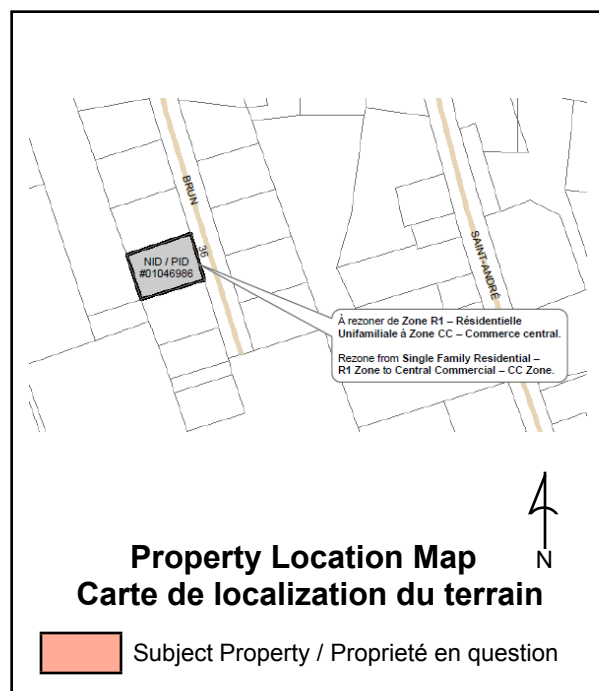 BRUN
36
NID / PID
#01046986
SAINT-ANDRÉ
À rezoner de Zone R1 – Résidentielle
Unifamiliale à Zone CC – Commerce central.
Rezone from Single Family Residential –
R1 Zone to Central Commercial – CC Zone.
N
Property Location Map
Carte de localization du terrain
Subject Property / Proprieté en question